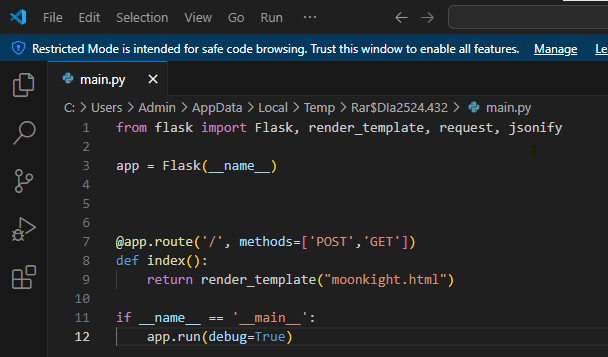 File Edit Selection View Go Run ...
Restricted Mode is intended for safe code browsing. Trust this window to enable all features. Manage Le
main.py
C: > Users > Admin > AppData > Local > Temp > Rar$DIa2524.432 > main.py
1 from flask import Flask, render_template, request, jsonify
2
3 app = Flask(__name__)
4
5
6
7 @app.route('/', methods=['POST','GET'])
8 def index():
9 return render_template("moonkight.html")
10
11 if __name__ == '__main__':
12 app.run(debug=True)